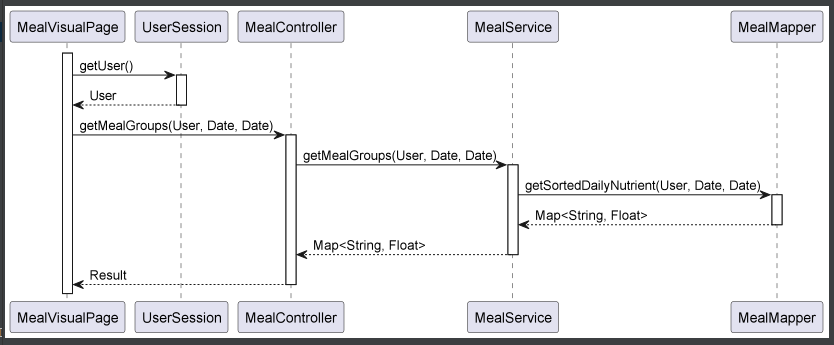 MealVisualPage UserSession MealController MealService MealMapper
getUser()
User
getMealGroups(User, Date, Date)
getMealGroups(User, Date, Date)
getSortedDailyNutrient(User, Date, Date)
Map<String, Float>
Map<String, Float>
Result
MealVisualPage UserSession MealController MealService MealMapper